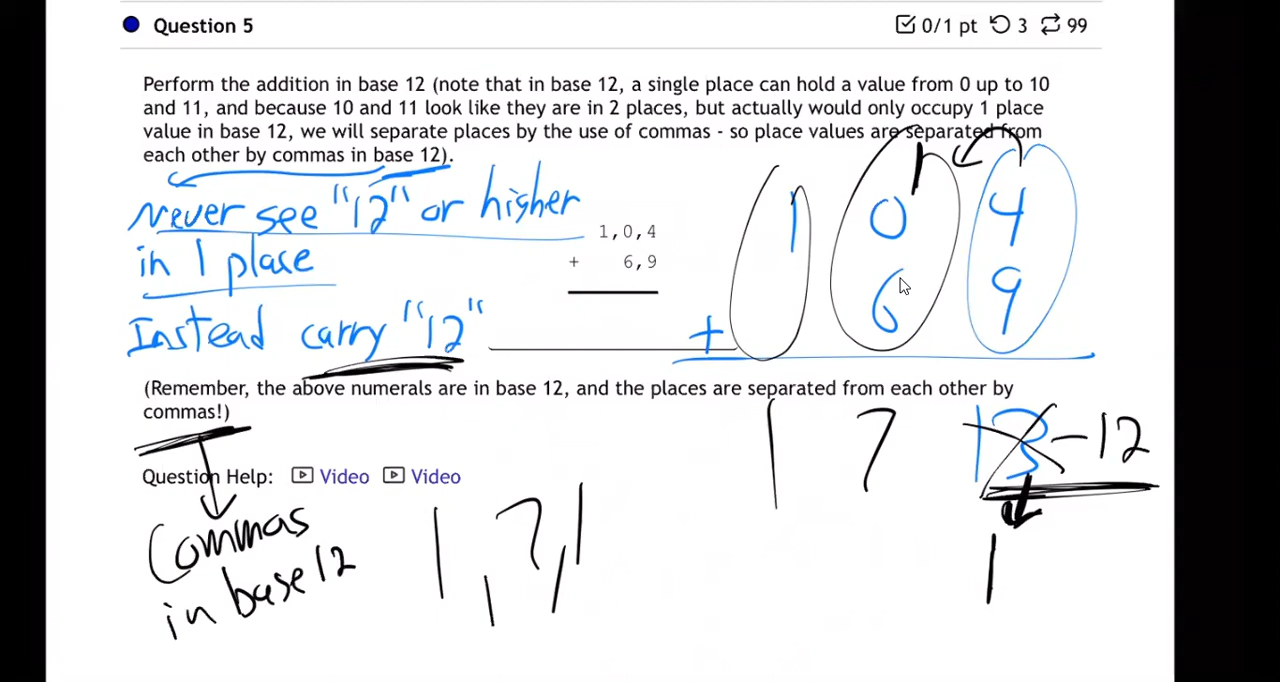 Question 5
0/1 pt 3 99
Perform the addition in base 12 (note that in base 12, a single place can hold a value from 0 up to 10
and 11, and because 10 and 11 look like they are in 2 places, but actually would only occupy 1 place
value in base 12, we will separate places by the use of commas - so place values are separated from
each other by commas in base 12).
Never see "12" or higher
in 1 place
Instead carry "12"
1,0,4
+ 6,9
1
1 0 4
+ 6 9
(Remember, the above numerals are in base 12, and the places are separated from each other by
commas!)
1 7 13 -12
1
Question Help: Video Video
Commas
in base 12
1,7,1